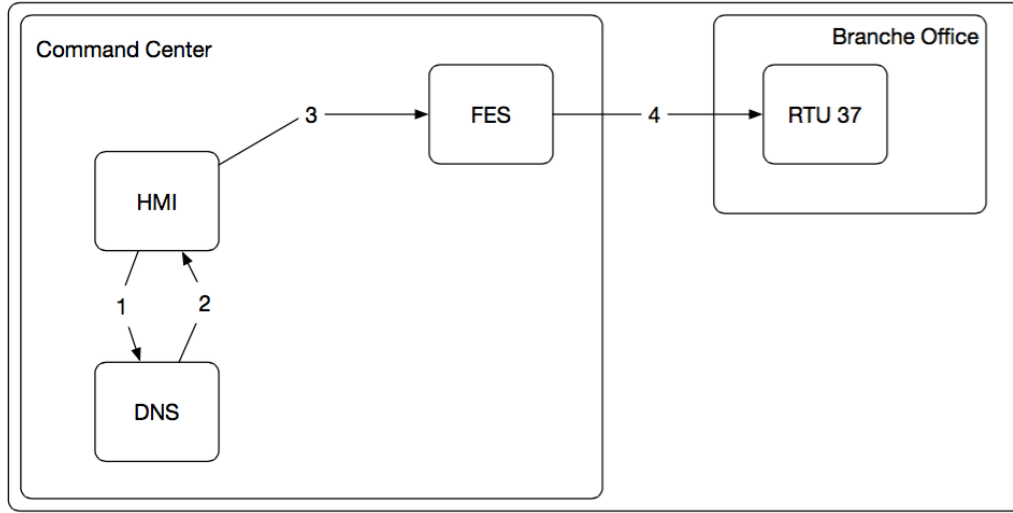 Command Center
Branche Office
3
FES
4
RTU 37
HMI
1
2
DNS